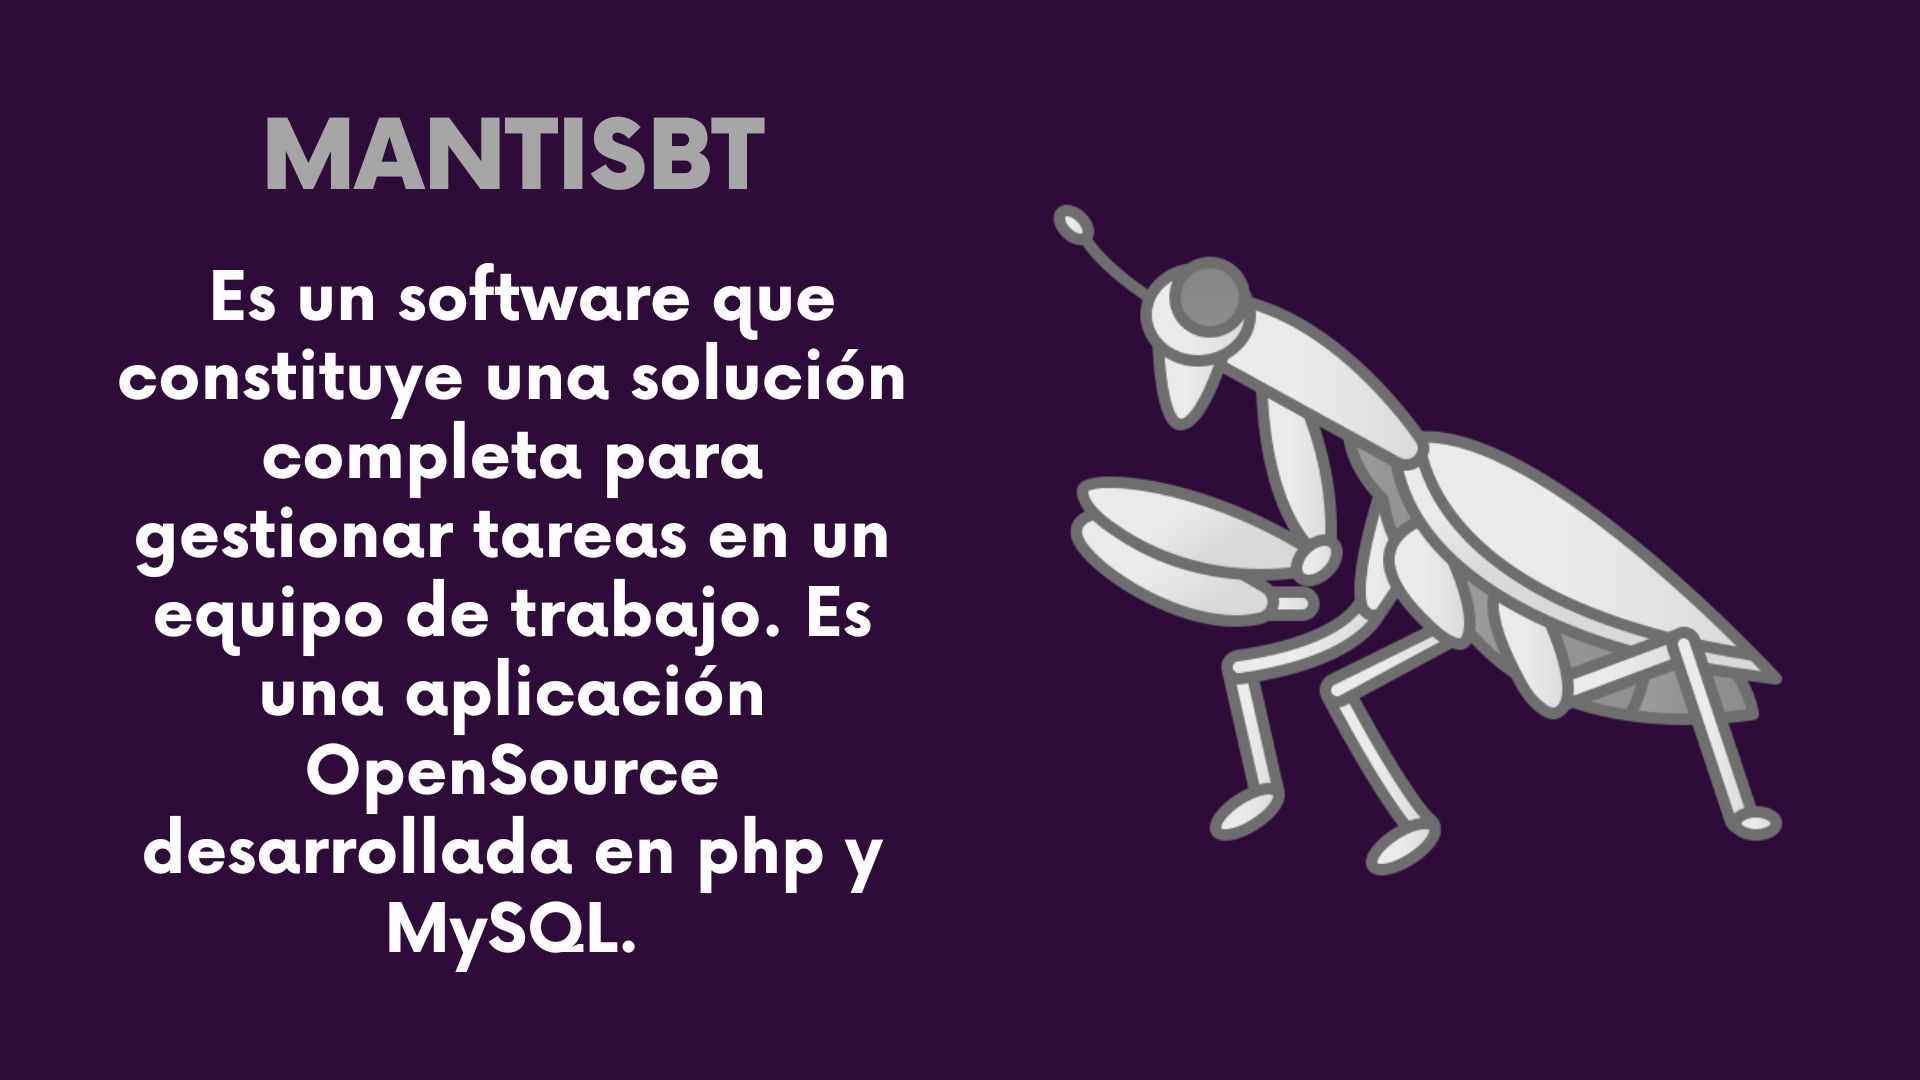 MANTISBT
Es un software que
constituye una solución
completa para
gestionar tareas en un
equipo de trabajo. Es
una aplicación
OpenSource
desarrollada en php y
MySQL.